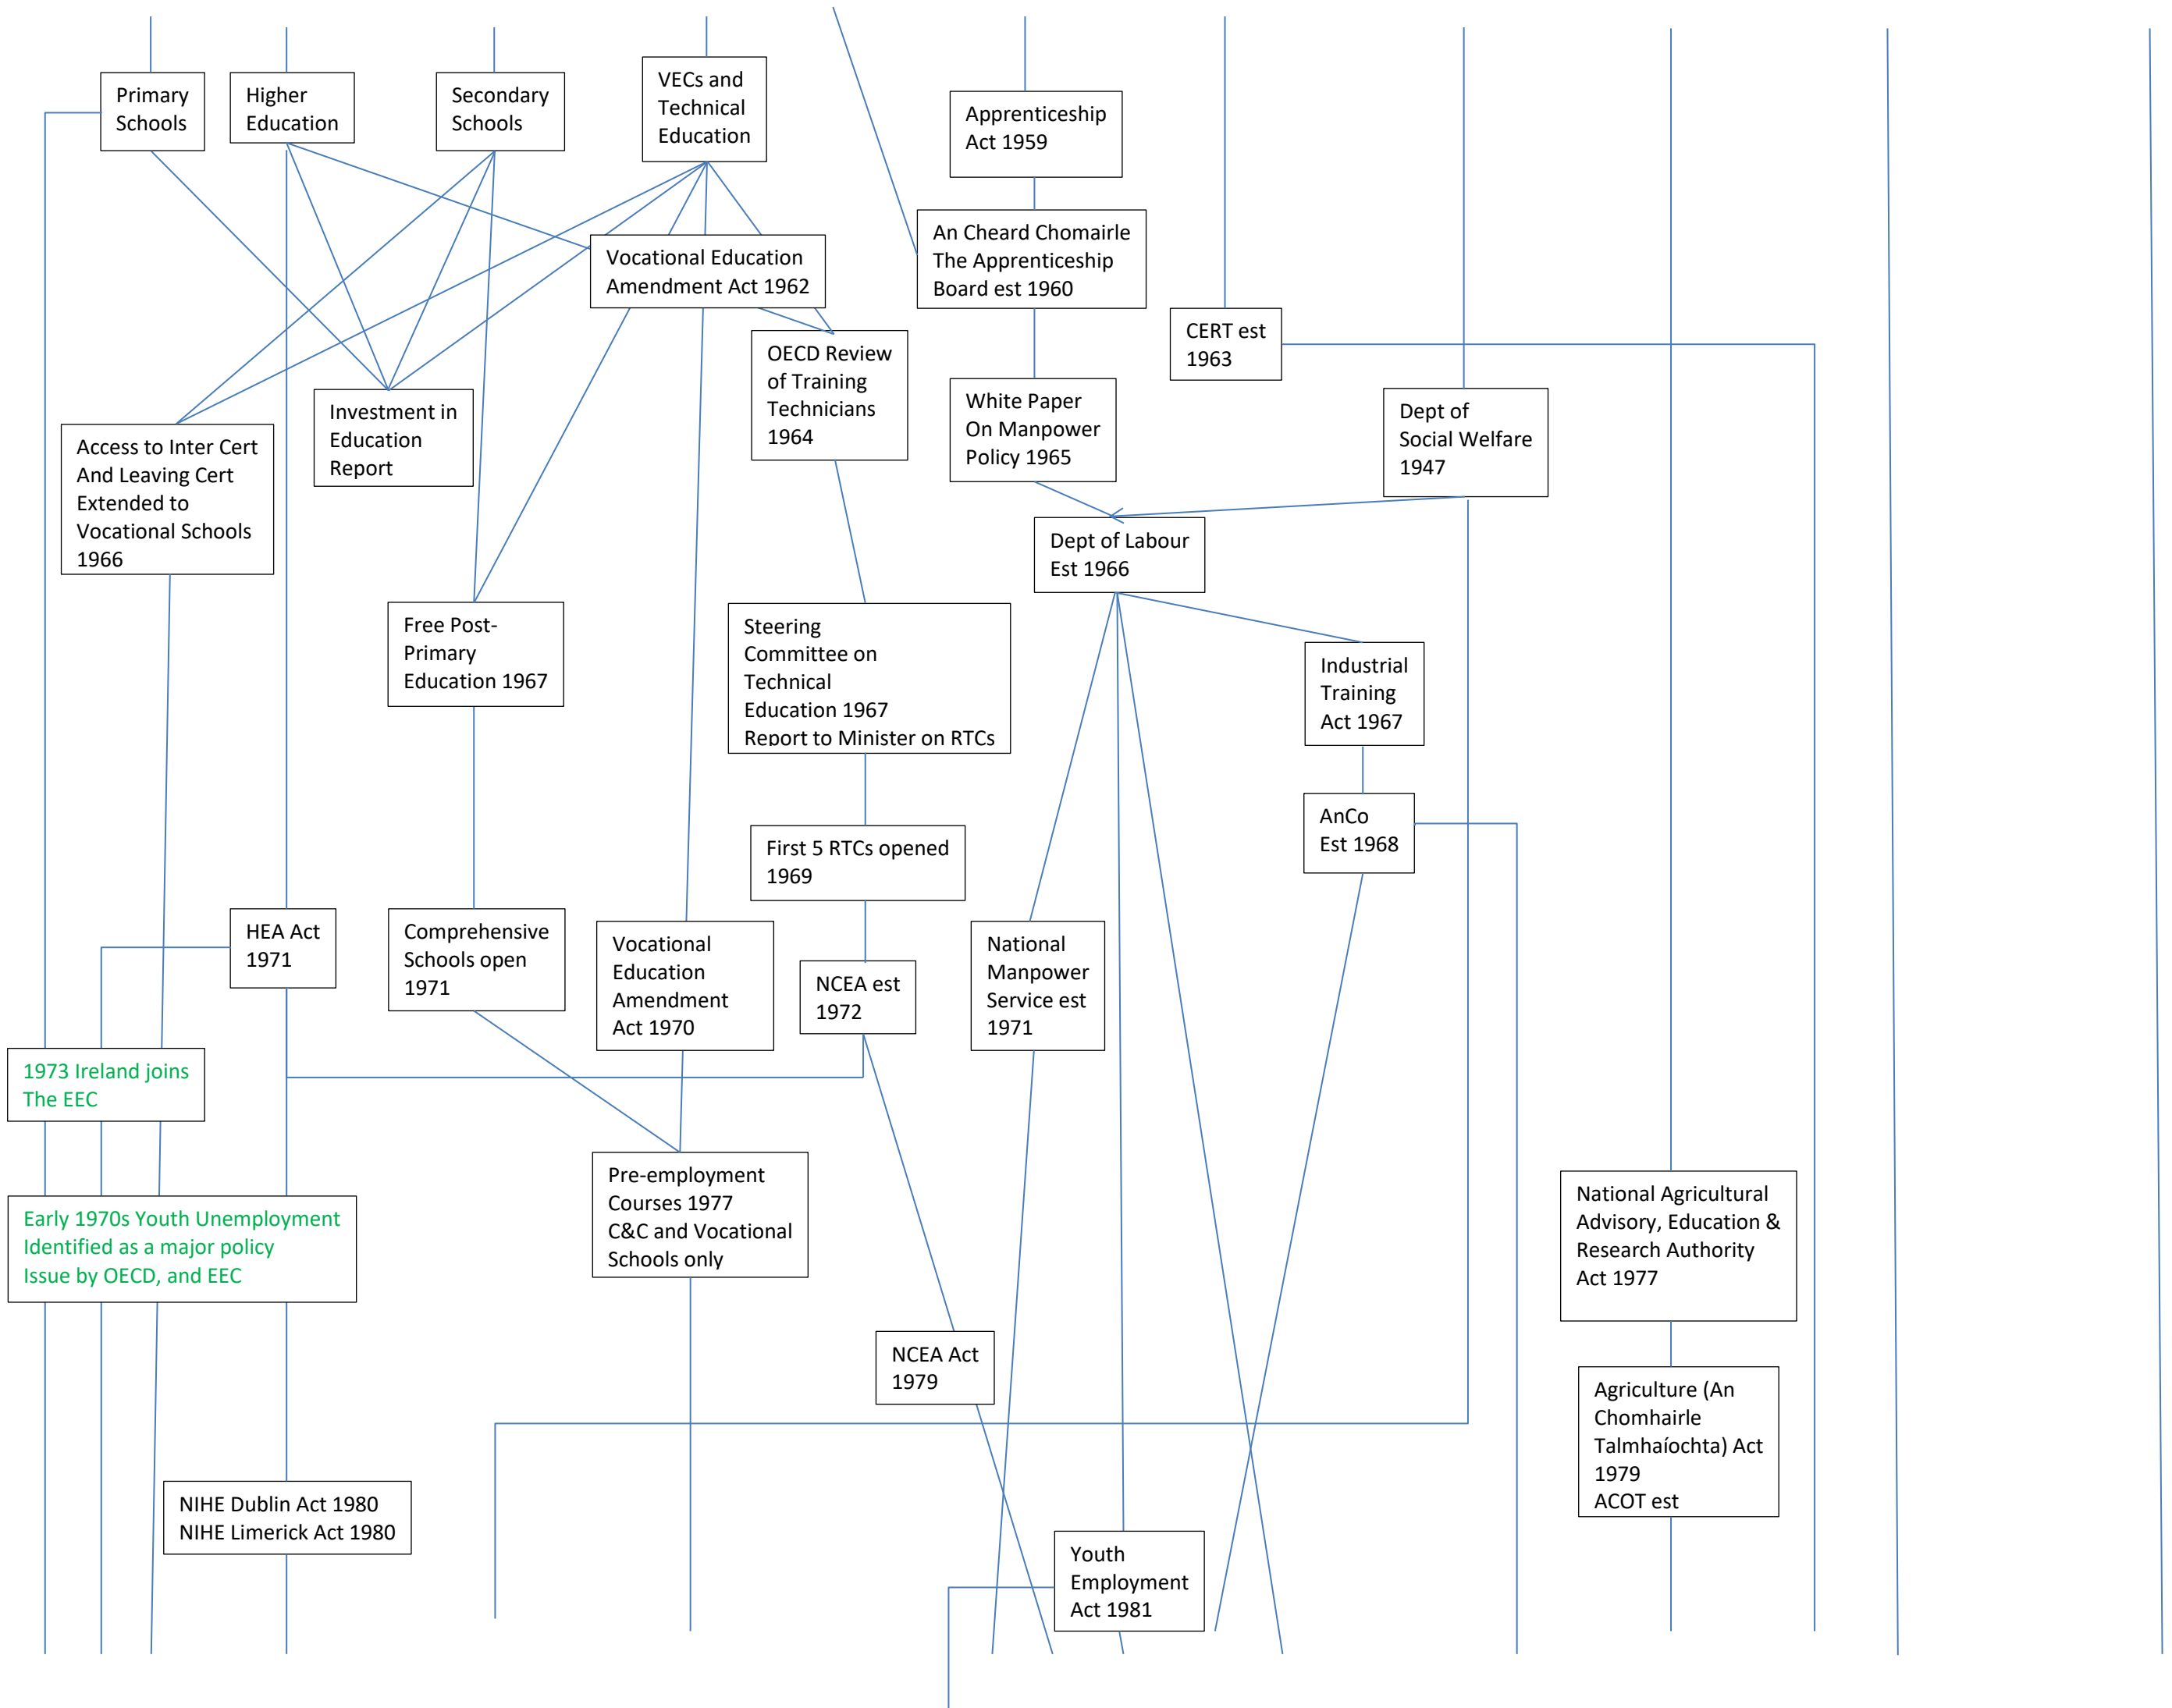 Primary
Schools
Higher
Education
Secondary
Schools
VECs and
Technical
Education
Apprenticeship
Act 1959
Vocational Education
Amendment Act 1962
An Cheard Chomairle
The Apprenticeship
Board est 1960
CERT est
1963
OECD Review
of Training
Technicians
1964
White Paper
On Manpower
Policy 1965
Dept of
Social Welfare
1947
Investment in
Education
Report
Access to Inter Cert
And Leaving Cert
Extended to
Vocational Schools
1966
Dept of Labour
Est 1966
Free Post-
Primary
Education 1967
Steering
Committee on
Technical
Education 1967
Report to Minister on RTCs
Industrial
Training
Act 1967
AnCo
Est 1968
First 5 RTCs opened
1969
HEA Act
1971
Comprehensive
Schools open
1971
Vocational
Education
Amendment
Act 1970
NCEA est
1972
National
Manpower
Service est
1971
1973 Ireland joins
The EEC
Pre-employment
Courses 1977
C&C and Vocational
Schools only
National Agricultural
Advisory, Education &
Research Authority
Act 1977
Early 1970s Youth Unemployment
Identified as a major policy
Issue by OECD, and EEC
NCEA Act
1979
Agriculture (An
Chomhairle
Talmhaíochta) Act
1979
ACOT est
NIHE Dublin Act 1980
NIHE Limerick Act 1980
Youth
Employment
Act 1981